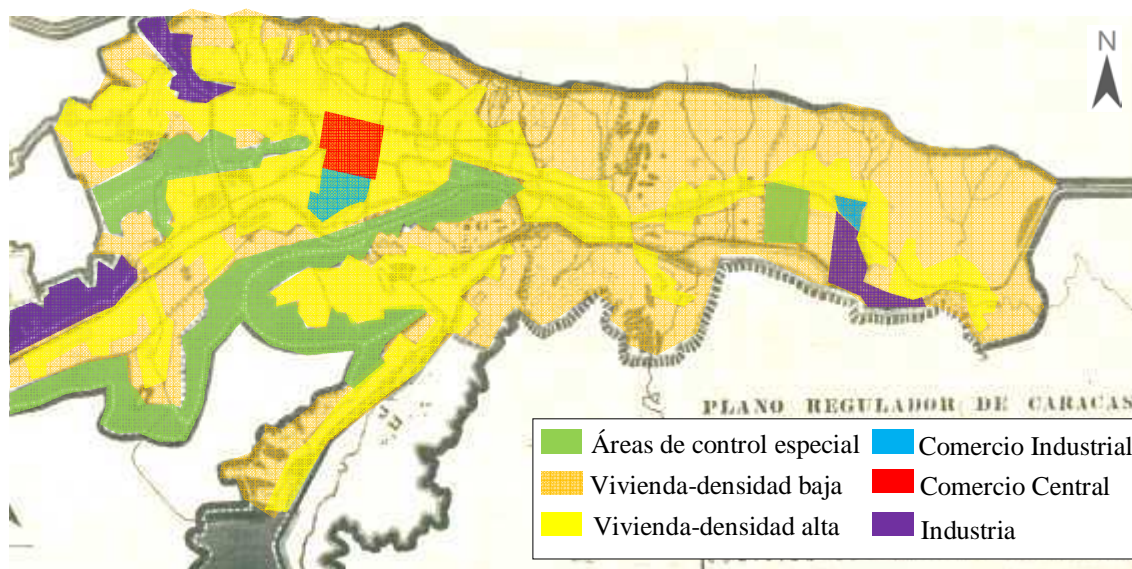 N
PLANO REGULADOR DE CARACAS
Áreas de control especial
Vivienda-densidad baja
Vivienda-densidad alta
Comercio Industrial
Comercio Central
Industria